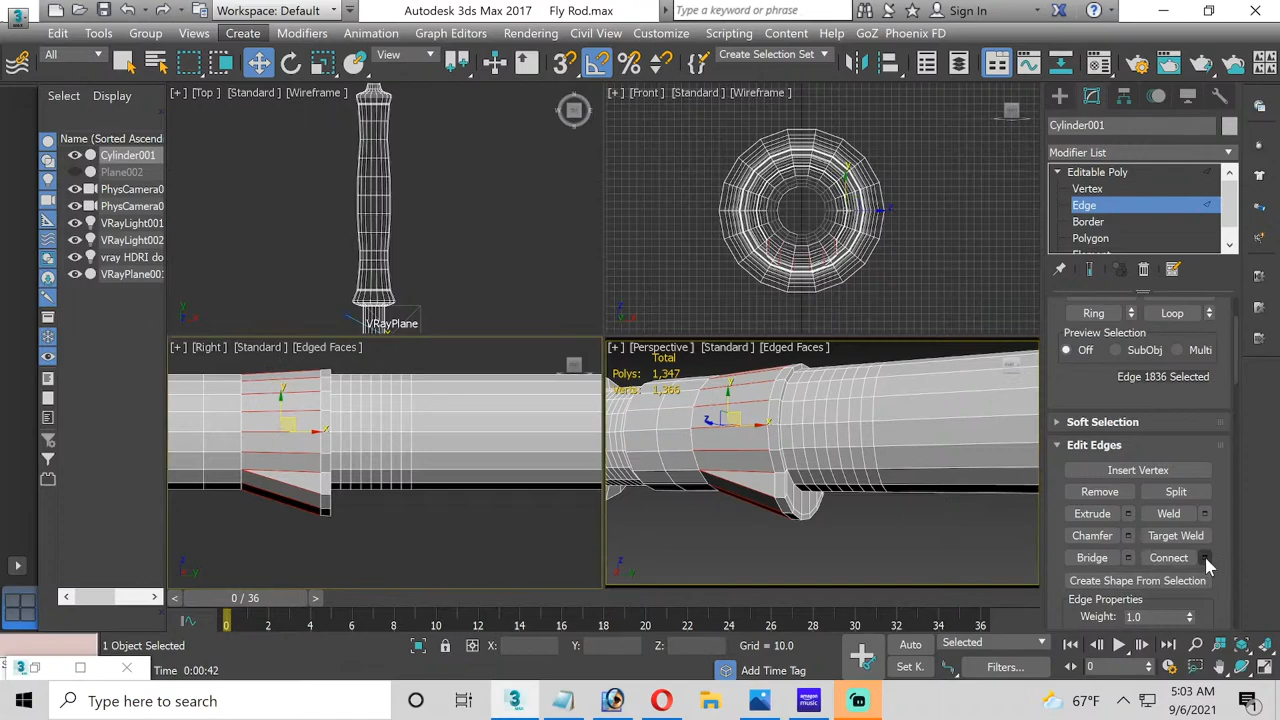 Workspace: Default
Autodesk 3ds Max 2017
Fly Rod.max
Type a keyword or phrase
Sign In
Edit Tools Group Views Create Modifiers Animation Graph Editors Rendering Civil View Customize Scripting Content Help GoZ Phoenix FD
All
View
Create Selection Set
Select Display
Name (Sorted Ascend
Cylinder001
Plane002
PhysCamera0
PhysCamera0
VRayLight001
VRayLight002
vray HDRI do
VRayPlane00:
[+] [Top] [Standard] [Wireframe]
VRayPlane
[+] [Front] [Standard] [Wireframe]
[+] [Right] [Standard] [Edged Faces]
[+] [Perspective] [Standard] [Edged Faces]
Total
Polys: 1,347
Verts: 1,366
Cylinder001
Modifier List
Editable Poly
Vertex
Edge
Border
Polygon
Element
Ring
Loop
Preview Selection
Off
SubObj
Multi
Edge 1836 Selected
Soft Selection
Edit Edges
Insert Vertex
Remove
Split
Extrude
Weld
Chamfer
Target Weld
Bridge
Connect
Create Shape From Selection
Edge Properties
Weight: 1.0
0 / 36
0 2 4 6 8 10 12 14 16 18 20 22 24 26 28 30 32 34 36
1 Object Selected
X:
Y:
Z:
Grid = 10.0
Time: 0:00:42
Add Time Tag
Auto
Selected
Set K.
Filters...
0
Type here to search
67°F
5:03 AM
9/6/2021